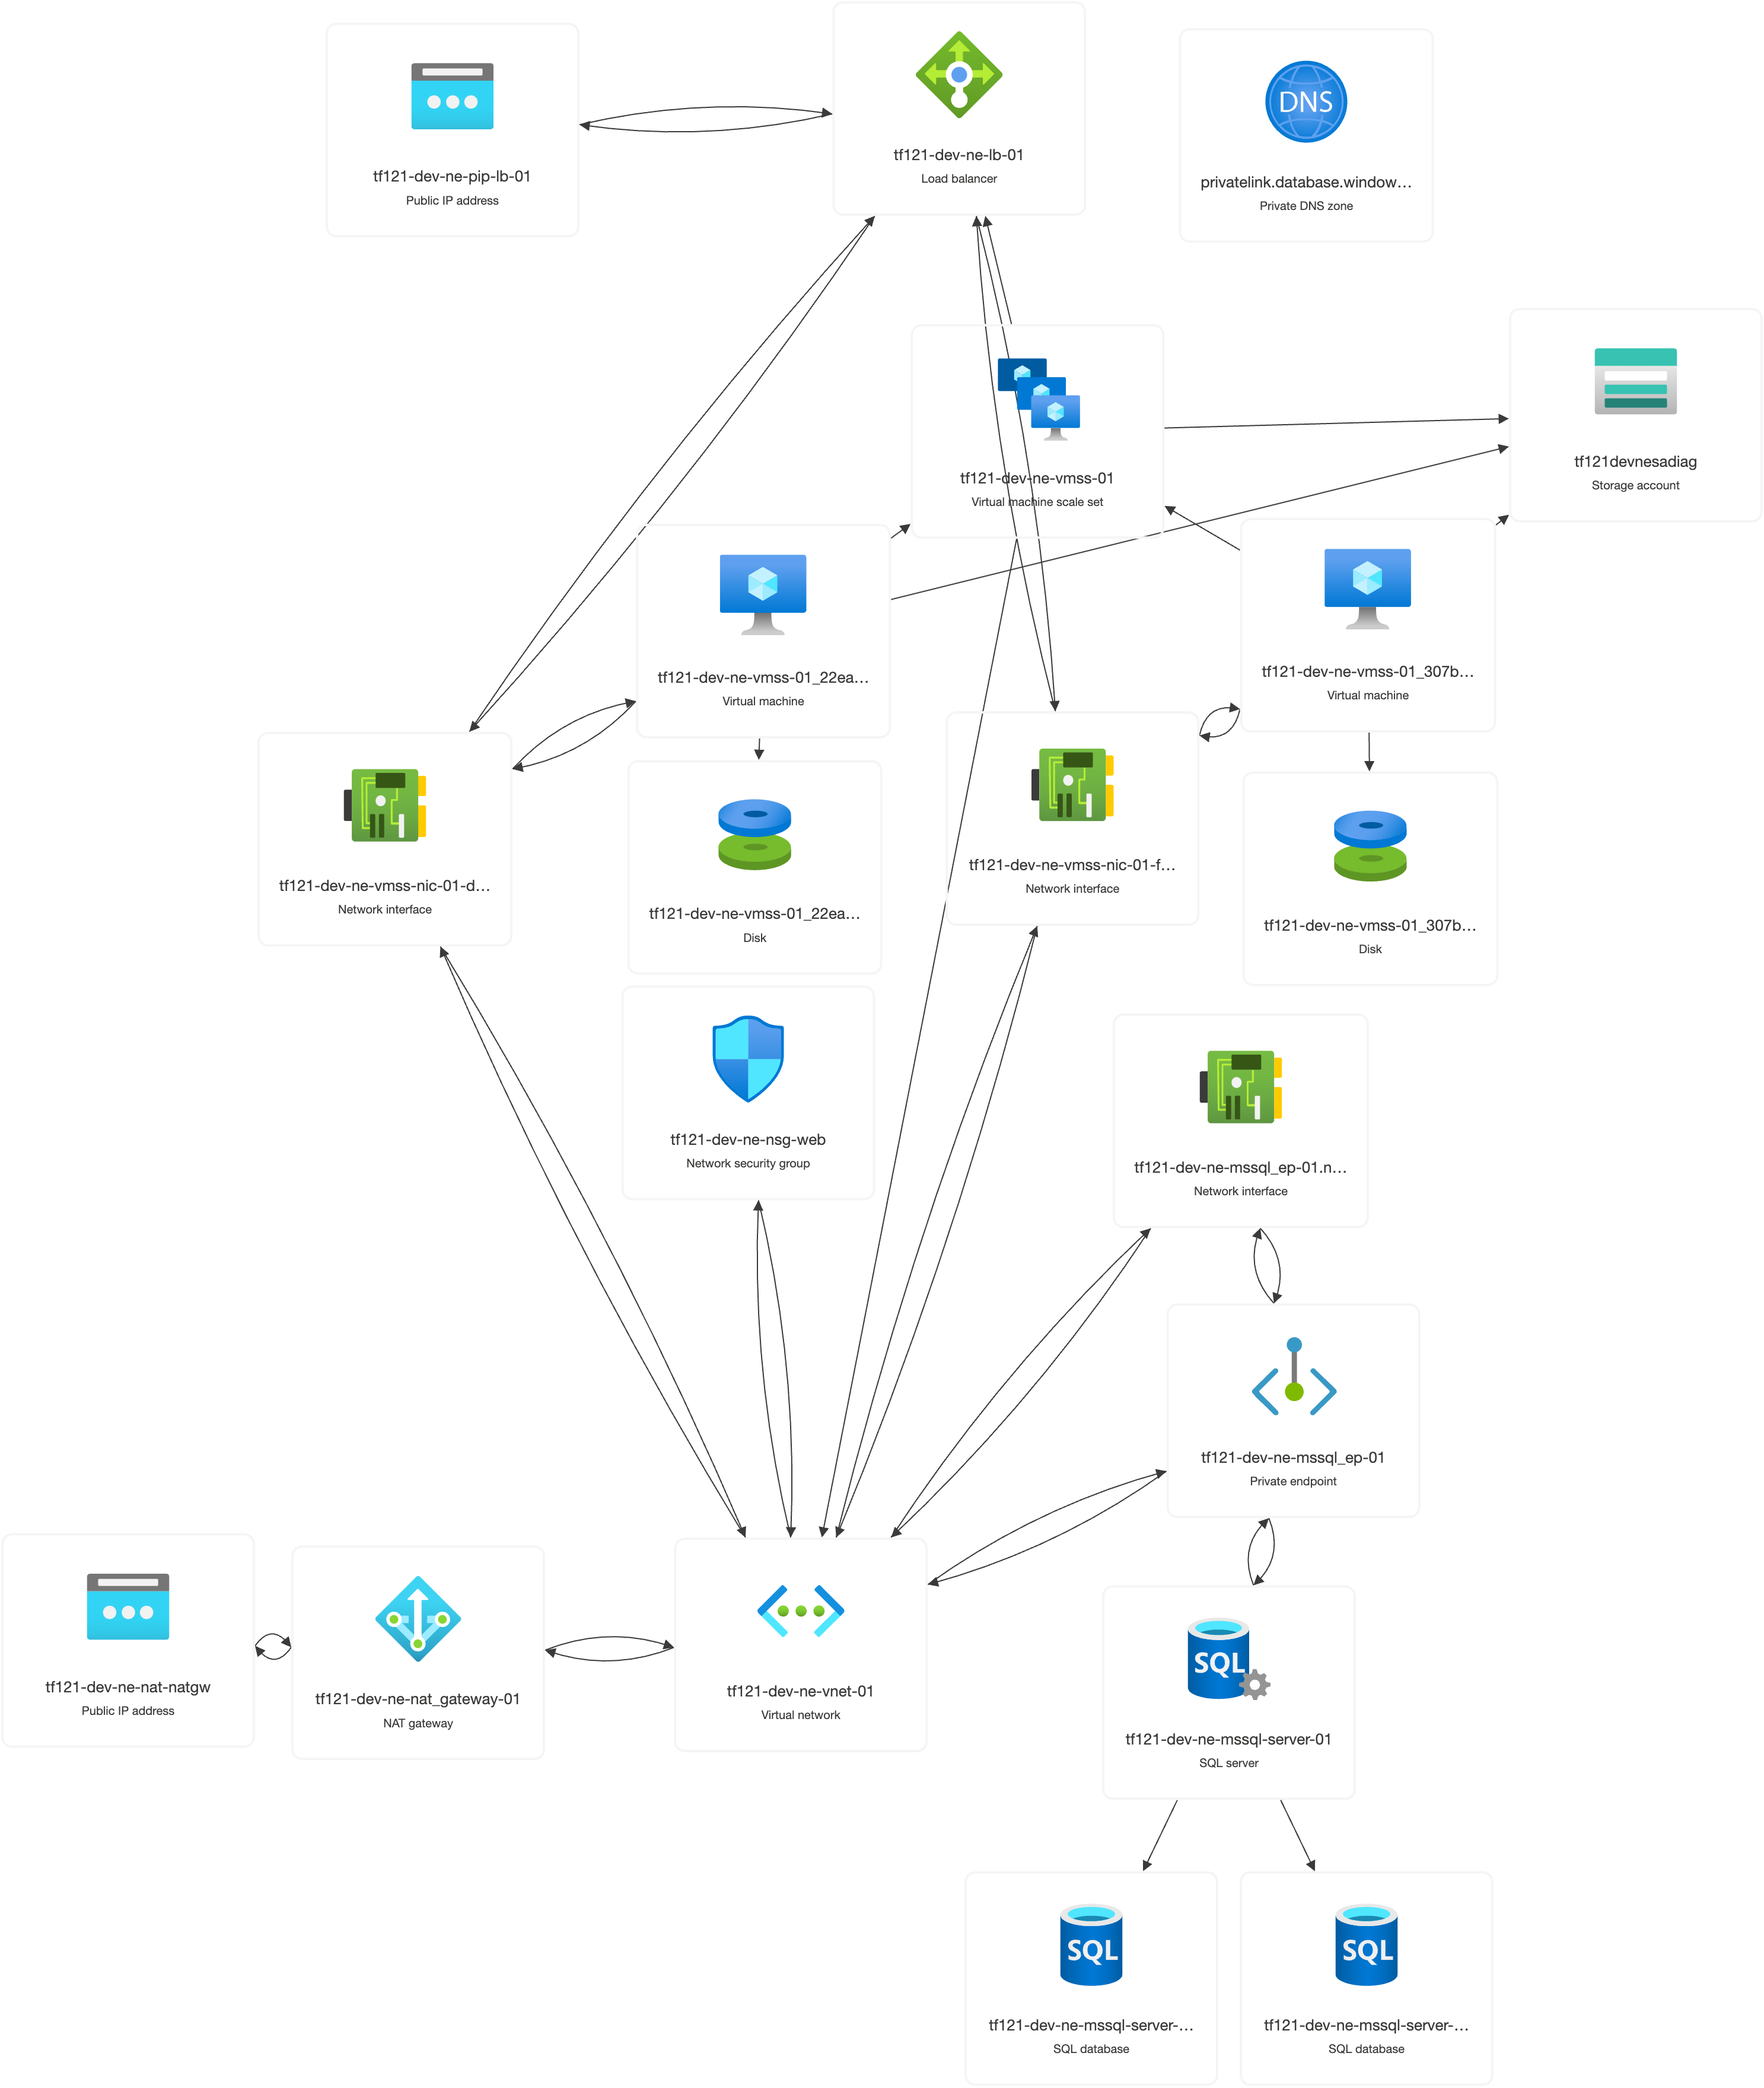 tf121-dev-ne-pip-lb-01
Public IP address
tf121-dev-ne-lb-01
Load balancer
DNS
privatelink.database.window...
Private DNS zone
tf121-dev-ne-vmss-01
Virtual machine scale set
tf121devnesadiag
Storage account
tf121-dev-ne-vmss-01_22ea...
Virtual machine
tf121-dev-ne-vmss-01_307b...
Virtual machine
tf121-dev-ne-vmss-nic-01-d...
Network interface
tf121-dev-ne-vmss-01_22ea...
Disk
tf121-dev-ne-vmss-nic-01-f...
Network interface
tf121-dev-ne-vmss-01_307b...
Disk
tf121-dev-ne-nsg-web
Network security group
tf121-dev-ne-mssql_ep-01.n...
Network interface
tf121-dev-ne-mssql_ep-01
Private endpoint
tf121-dev-ne-nat-natgw
Public IP address
tf121-dev-ne-nat_gateway-01
NAT gateway
tf121-dev-ne-vnet-01
Virtual network
SQL
tf121-dev-ne-mssql-server-01
SQL server
SQL
tf121-dev-ne-mssql-server-...
SQL database
SQL
tf121-dev-ne-mssql-server-...
SQL database